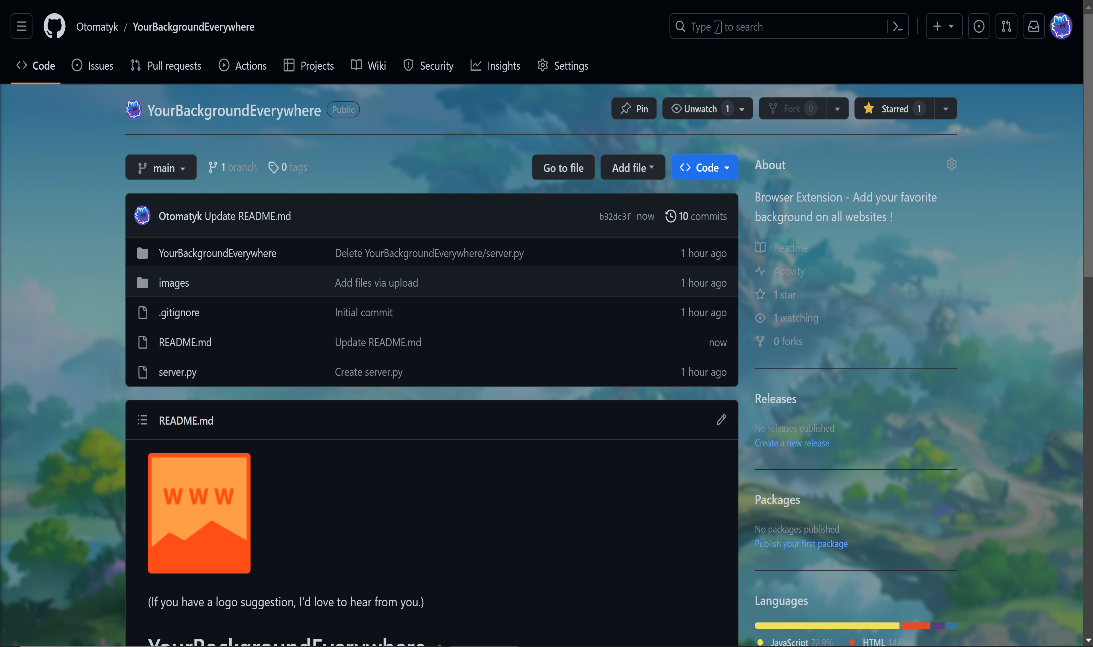 Otomatyk / YourBackgroundEverywhere
Type / to search
Code Issues Pull requests Actions Projects Wiki Security Insights Settings
YourBackgroundEverywhere Public
Pin Unwatch 1 Fork 0 Starred 1
main 1 branch 0 tags Go to file Add file Code
Otomatyk Update README.md b32dc3f now 10 commits
YourBackgroundEverywhere Delete YourBackgroundEverywhere/server.py 1 hour ago
images Add files via upload 1 hour ago
.gitignore Initial commit 1 hour ago
README.md Update README.md now
server.py Create server.py 1 hour ago
README.md
WWW
(If you have a logo suggestion, I'd love to hear from you.)
YourBackgroundEverywhere
About
Browser Extension - Add your favorite
background on all websites !
Readme
Activity
1 star
1 watching
0 forks
Releases
No releases published
Create a new release
Packages
No packages published
Publish your first package
Languages
JavaScript 72.9% HTML